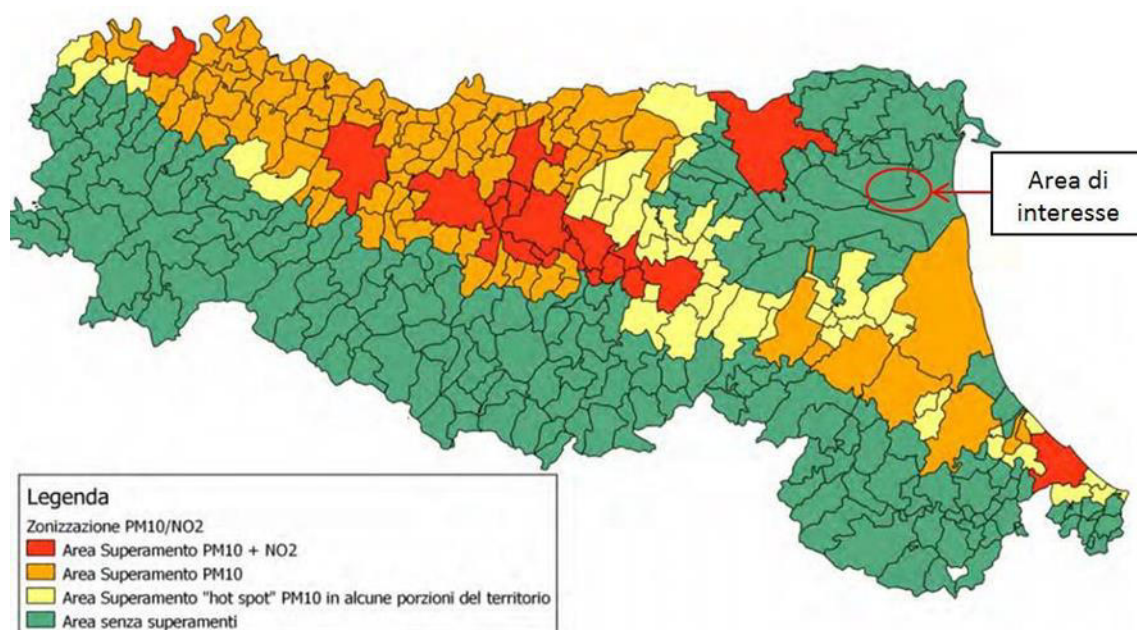 Area di
interesse
Legenda
Zonizzazione PM10/NO2
Area Superamento PM10 + NO2
Area Superamento PM10
Area Superamento "hot spot" PM10 in alcune porzioni del territorio
Area senza superamenti